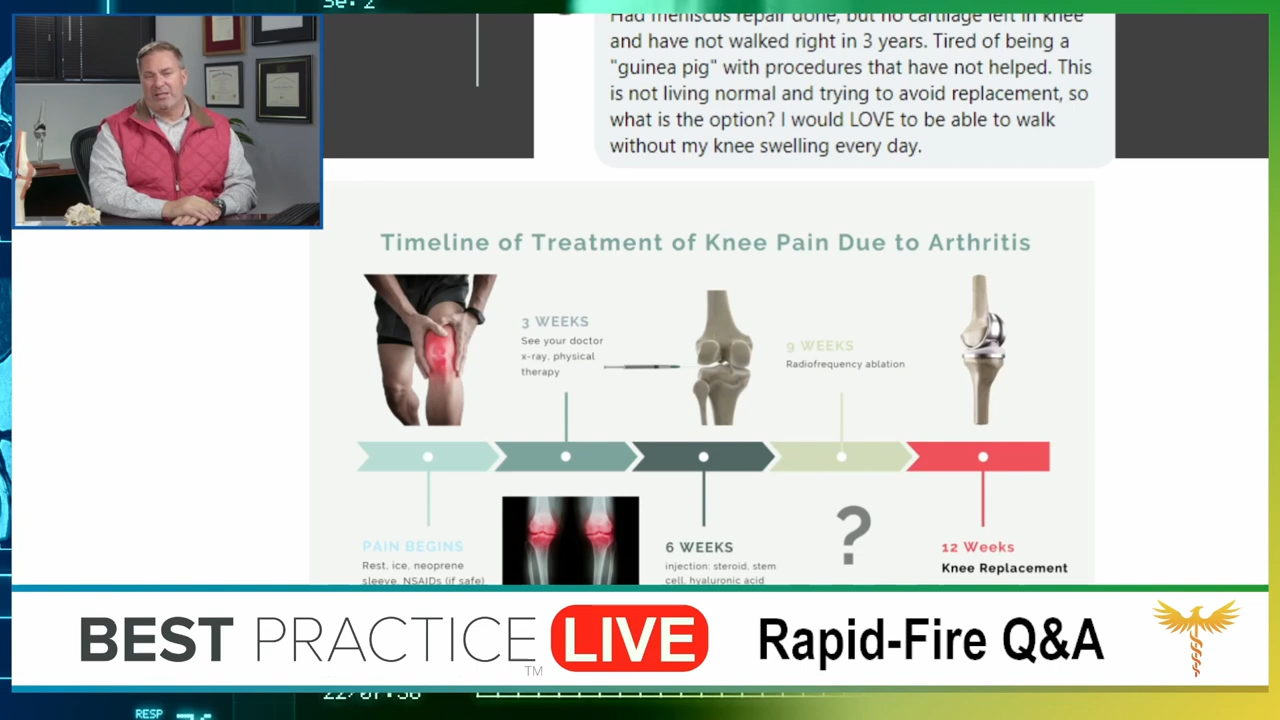 Had meniscus repair done, but no cartilage left in knee
and have not walked right in 3 years. Tired of being a
"guinea pig" with procedures that have not helped. This
is not living normal and trying to avoid replacement, so
what is the option? I would LOVE to be able to walk
without my knee swelling every day.
Timeline of Treatment of Knee Pain Due to Arthritis
3 WEEKS
See your doctor
x-ray, physical
therapy
9 WEEKS
Radiofrequency ablation
PAIN BEGINS
Rest, ice, neoprene
sleeve, NSAIDs (if safe)
6 WEEKS
injection: steroid, stem
cell, hyaluronic acid
?
12 Weeks
Knee Replacement
BEST PRACTICE TM LIVE
Rapid-Fire Q&A
RESP